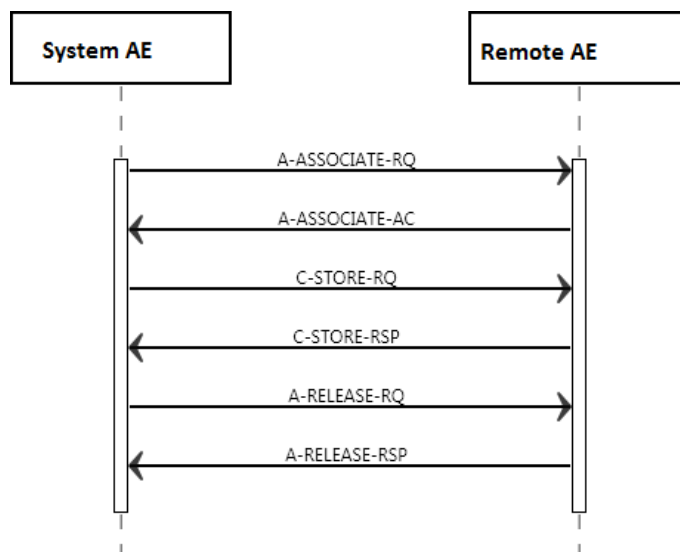 System AE
Remote AE
A-ASSOCIATE-RQ
A-ASSOCIATE-AC
C-STORE-RQ
C-STORE-RSP
A-RELEASE-RQ
A-RELEASE-RSP